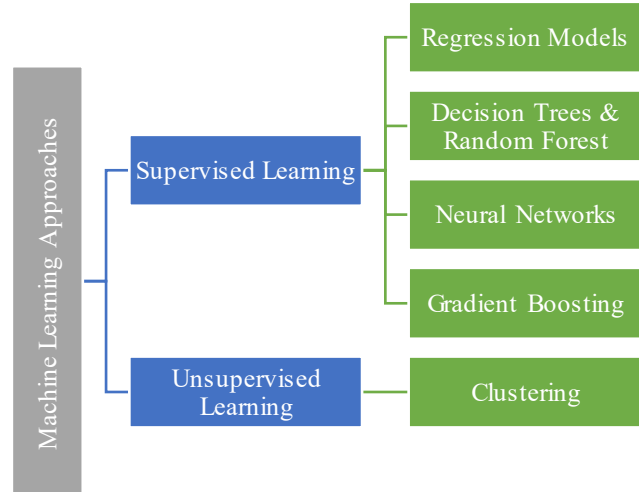 Machine Learning Approaches
Supervised Learning
Regression Models
Decision Trees &
Random Forest
Neural Networks
Gradient Boosting
Unsupervised
Learning
Clustering